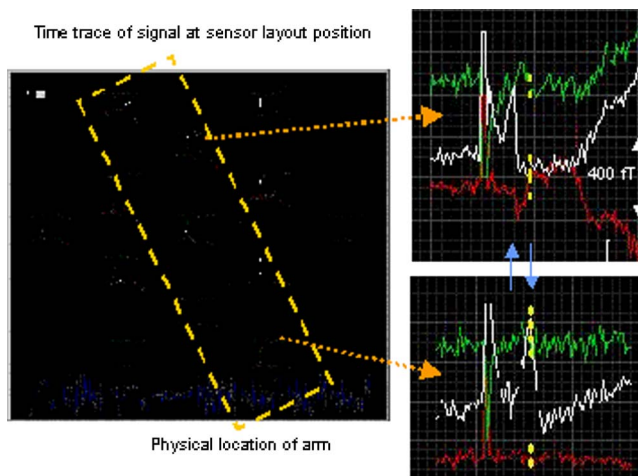 Time trace of signal at sensor layout position
400 fT
Physical location of arm